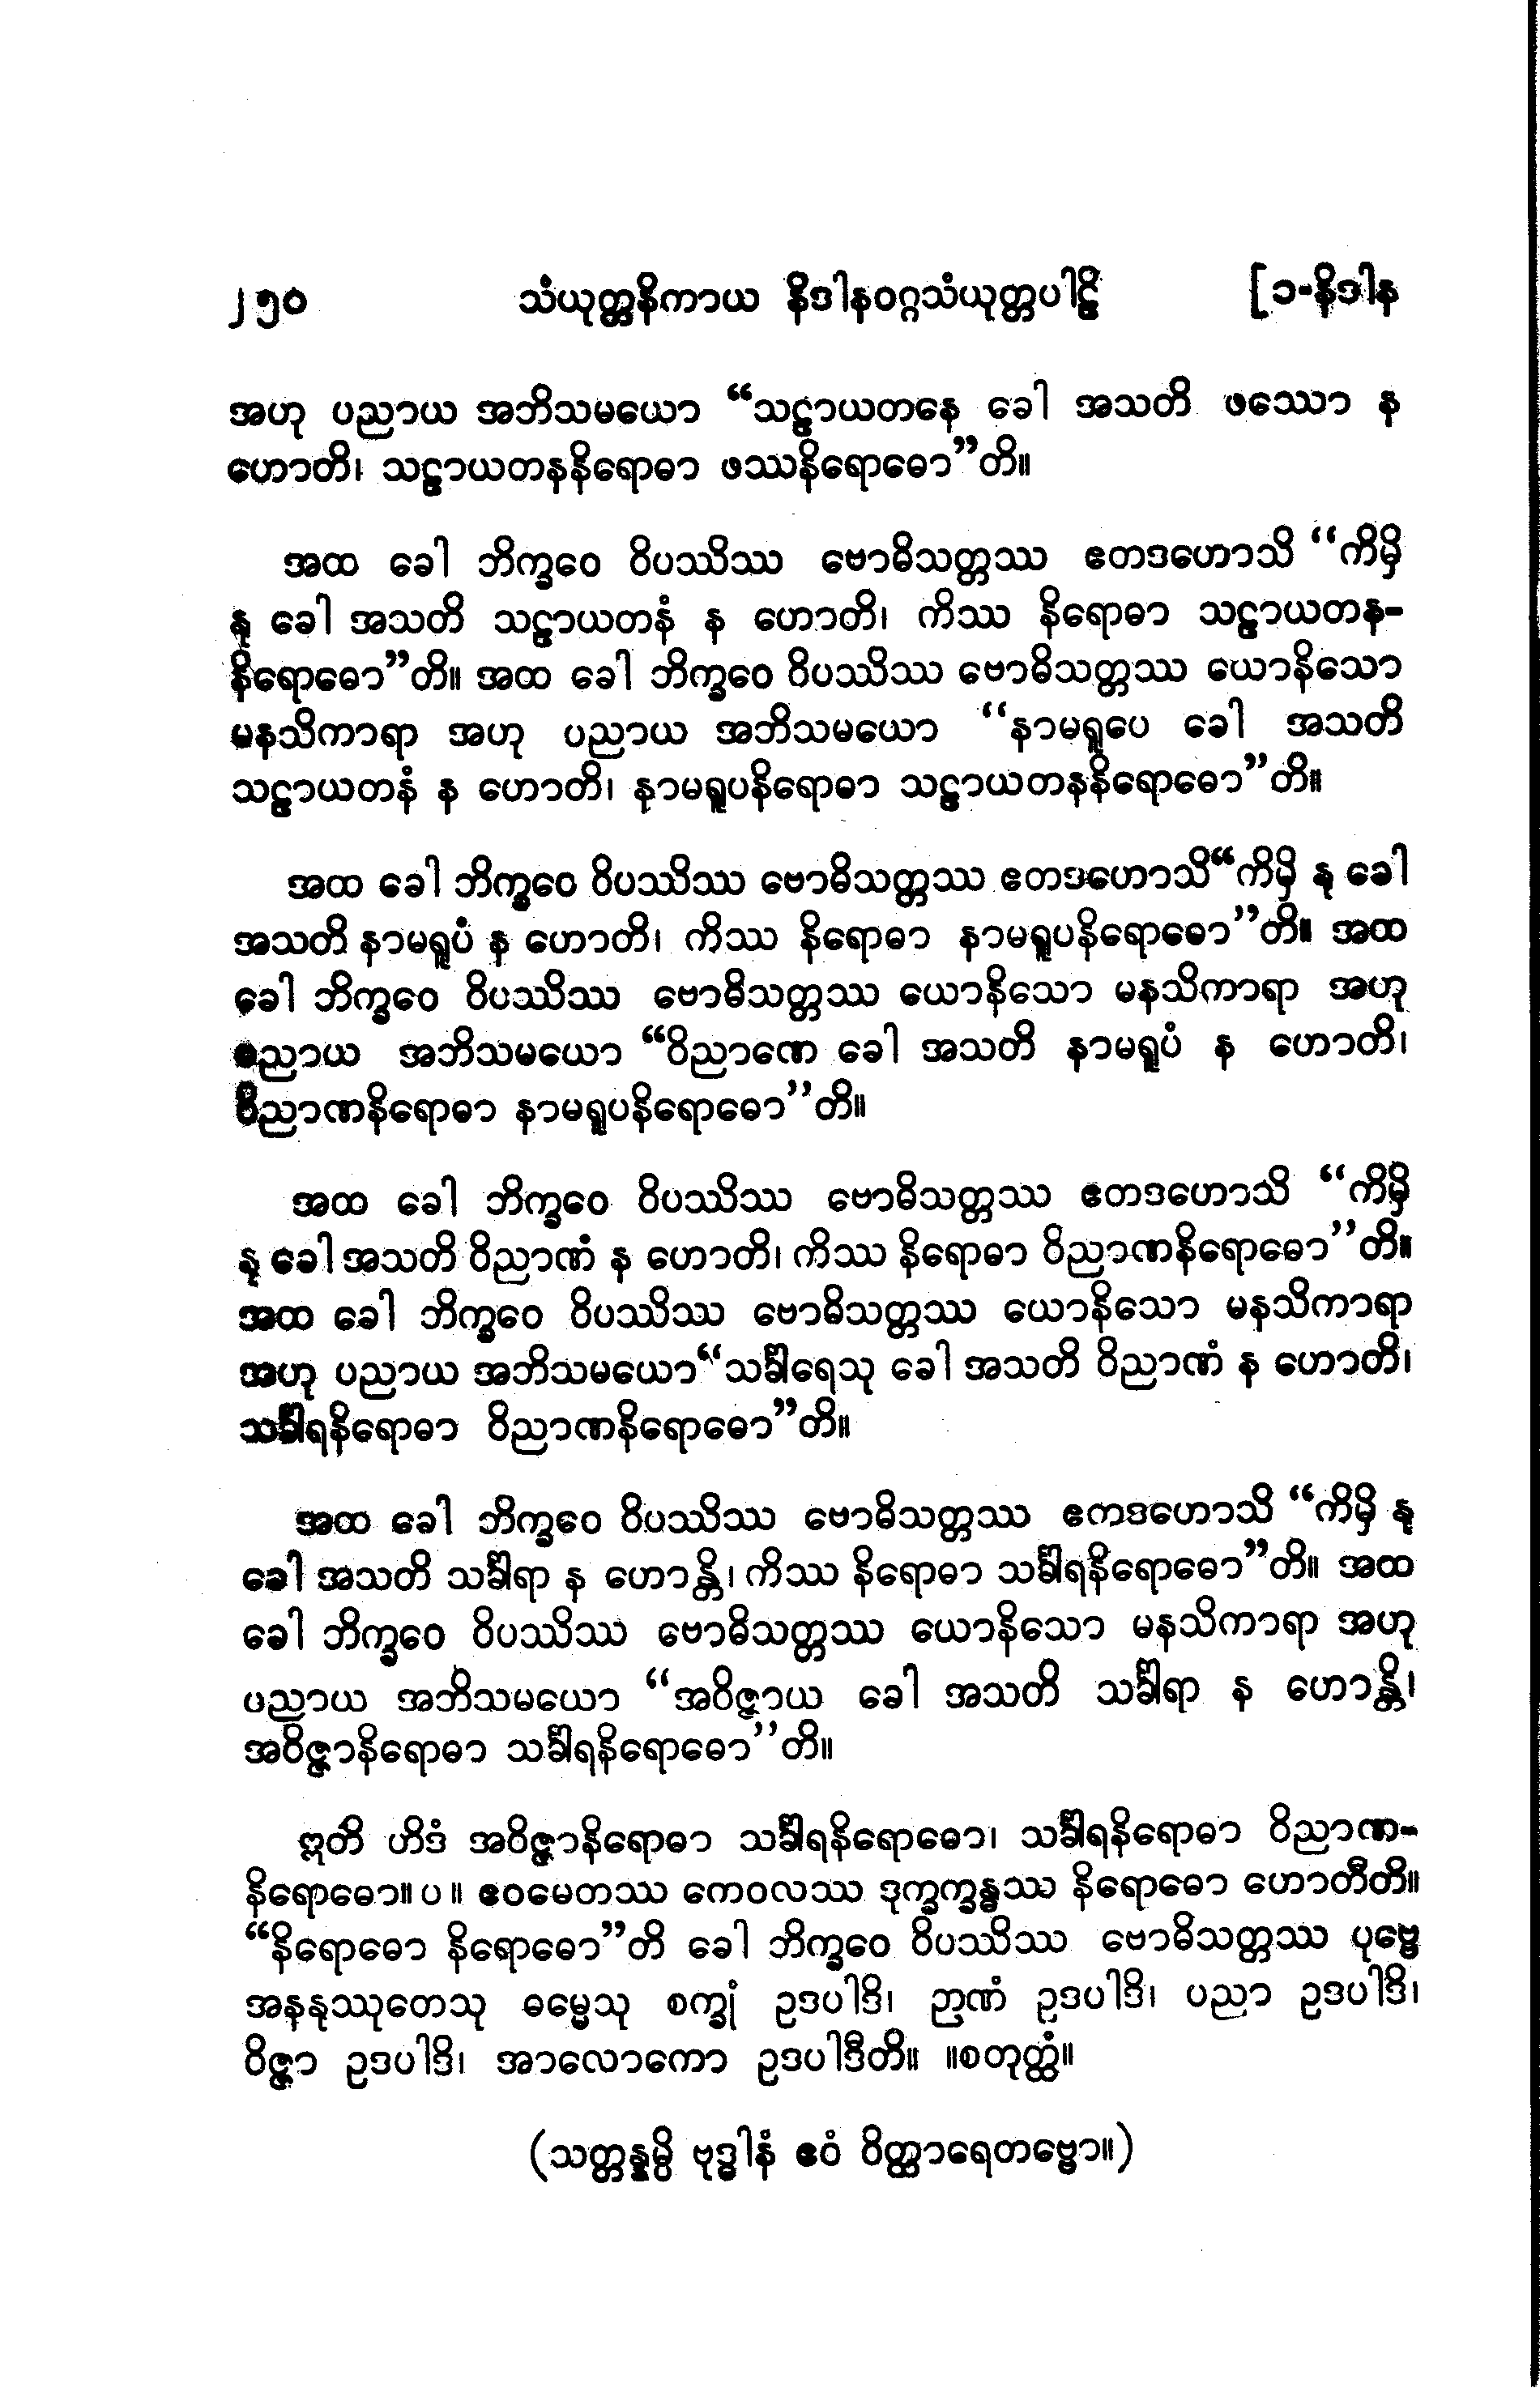 ၂၅၀ သံယုတ္တနိကာယ နိဒါနဝဂ္ဂသံယုတ္တပါဠိ [၁-နိဒါန
အဟု ပညာယ အဘိသမယော “သဠာယတနေ ခေါ အသတိ ဖဿော န
ဟောတိ၊ သဠာယတနနိရောဓာ ဖဿနိရောဓော”တိ။
အထ ခေါ ဘိက္ခဝေ ဝိပဿိဿ ဗောဓိသတ္တဿ ဧတဒဟောသိ “ကိမှိ
နု ခေါ အသတိ သဠာယတနံ န ဟောတိ၊ ကိဿ နိရောဓာ သဠာယတန-
နိရောဓော”တိ။ အထ ခေါ ဘိက္ခဝေ ဝိပဿိဿ ဗောဓိသတ္တဿ ယောနိသော
မနသိကာရာ အဟု ပညာယ အဘိသမယော “နာမရူပေ ခေါ အသတိ
သဠာယတနံ န ဟောတိ၊ နာမရူပနိရောဓာ သဠာယတနနိရောဓော”တိ။
အထ ခေါ ဘိက္ခဝေ ဝိပဿိဿ ဗောဓိသတ္တဿ ဧတဒဟောသိ“ကိမှိ နု ခေါ
အသတိ နာမရူပံ န ဟောတိ၊ ကိဿ နိရောဓာ နာမရူပနိရောဓော”တိ။ အထ
ခေါ ဘိက္ခဝေ ဝိပဿိဿ ဗောဓိသတ္တဿ ယောနိသော မနသိကာရာ အဟု
ပညာယ အဘိသမယော “ဝိညာဏေ ခေါ အသတိ နာမရူပံ န ဟောတိ၊
ဝိညာဏနိရောဓာ နာမရူပနိရောဓော”တိ။
အထ ခေါ ဘိက္ခဝေ ဝိပဿိဿ ဗောဓိသတ္တဿ ဧတဒဟောသိ “ကိမှိ
နု ခေါ အသတိ ဝိညာဏံ န ဟောတိ၊ ကိဿ နိရောဓာ ဝိညာဏနိရောဓော”တိ။
အထ ခေါ ဘိက္ခဝေ ဝိပဿိဿ ဗောဓိသတ္တဿ ယောနိသော မနသိကာရာ
အဟု ပညာယ အဘိသမယော“သင်္ခါရေသု ခေါ အသတိ ဝိညာဏံ န ဟောတိ၊
သင်္ခါရနိရောဓာ ဝိညာဏနိရောဓော”တိ။
အထ ခေါ ဘိက္ခဝေ ဝိပဿိဿ ဗောဓိသတ္တဿ ဧကဒဟောသိ “ကိမှိ နု
ခေါ အသတိ သင်္ခါရာ န ဟောန္တိ၊ ကိဿ နိရောဓာ သင်္ခါရနိရောဓော”တိ။ အထ
ခေါ ဘိက္ခဝေ ဝိပဿိဿ ဗောဓိသတ္တဿ ယောနိသော မနသိကာရာ အဟု
ပညာယ အဘိသမယော “အဝိဇ္ဇာယ ခေါ အသတိ သင်္ခါရာ န ဟောန္တိ၊
အဝိဇ္ဇာနိရောဓာ သင်္ခါရနိရောဓော”တိ။
ဣတိ ဟိဒံ အဝိဇ္ဇာနိရောဓာ သင်္ခါရနိရောဓော၊ သင်္ခါရနိရောဓာ ဝိညာဏ-
နိရောဓော။ ပ ။ ဧဝမေတဿ ကေဝလဿ ဒုက္ခက္ခန္ဓဿ နိရောဓော ဟောတီတိ။
“နိရောဓော နိရောဓော”တိ ခေါ ဘိက္ခဝေ ဝိပဿိဿ ဗောဓိသတ္တဿ ပုဗ္ဗေ
အနနုဿုတေသု ဓမ္မေသု စက္ခုံ ဥဒပါဒိ၊ ဉာဏံ ဥဒပါဒိ၊ ပညာ ဥဒပါဒိ၊
ဝိဇ္ဇာ ဥဒပါဒိ၊ အာလောကော ဥဒပါဒီတိ။ ။စတုတ္ထံ။
(သတ္တန္နမ္ပိ ဗုဒ္ဓါနံ ဧဝံ ဝိတ္ထာရေတဗ္ဗော။)